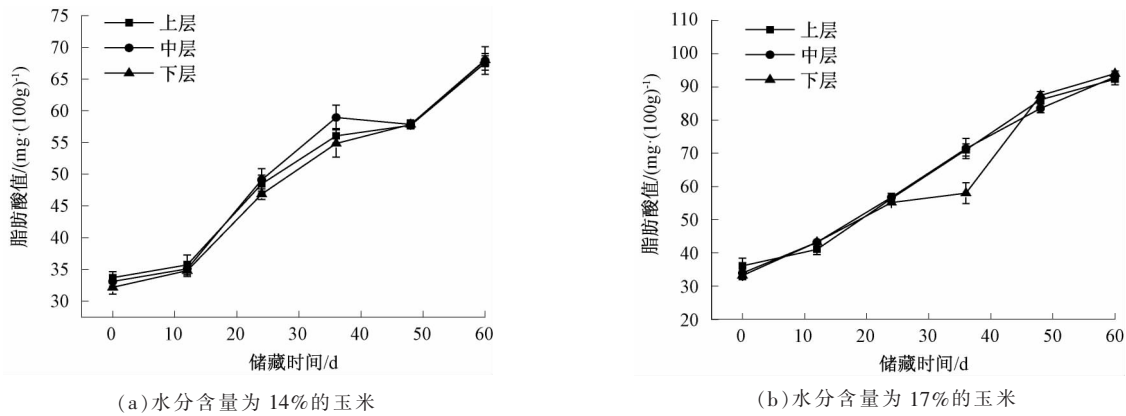 上层
中层
下层
75
70
65
60
55
50
45
40
35
30
脂肪酸值/(mg·(100g)⁻¹)
0 10 20 30 40 50 60
储藏时间/d
(a)水分含量为 14%的玉米
上层
中层
下层
110
100
90
80
70
60
50
40
30
20
脂肪酸值/(mg·(100g)⁻¹)
0 10 20 30 40 50 60
储藏时间/d
(b)水分含量为 17%的玉米